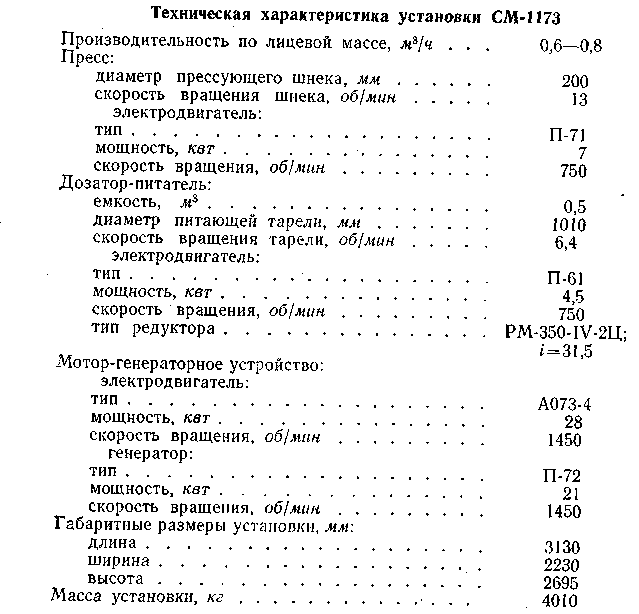 Техническая характеристика установки СМ-1173
Производительность по лицевой массе, м³/ч . . . 0,6—0,8
Пресс:
диаметр прессующего шнека, мм . . . . . . 200
скорость вращения шнека, об/мин . . . . . 13
электродвигатель:
тип . . . . . . . . . . . . . . . . . . . П-71
мощность, квт . . . . . . . . . . . . . . 7
скорость вращения, об/мин . . . . . . . . 750
Дозатор-питатель:
емкость, м³ . . . . . . . . . . . . . . . 0,5
диаметр питающей тарели, мм . . . . . . . 1010
скорость вращения тарели, об/мин . . . . . 6,4
электродвигатель:
тип . . . . . . . . . . . . . . . . . . . П-61
мощность, квт . . . . . . . . . . . . . . 4,5
скорость вращения, об/мин . . . . . . . . 750
тип редуктора . . . . . . . . . . . . . . РМ-350-IV-2Ц;
i=31,5
Мотор-генераторное устройство:
электродвигатель:
тип . . . . . . . . . . . . . . . . . . . А073-4
мощность, квт . . . . . . . . . . . . . . 28
скорость вращения, об/мин . . . . . . . . 1450
генератор:
тип . . . . . . . . . . . . . . . . . . . П-72
мощность, квт . . . . . . . . . . . . . . 21
скорость вращения, об/мин . . . . . . . . 1450
Габаритные размеры установки, мм:
длина . . . . . . . . . . . . . . . . . . 3130
ширина . . . . . . . . . . . . . . . . . 2230
высота . . . . . . . . . . . . . . . . . 2695
Масса установки, кг . . . . . . . . . . . . 4010